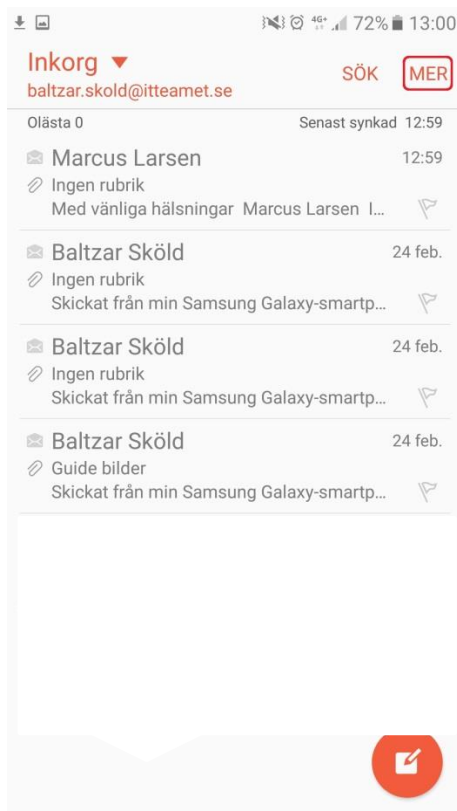 4G+ 72% 13:00
Inkorg ▼
baltzar.skold@itteamet.se
SÖK MER
Olästa 0 Senast synkad 12:59
Marcus Larsen 12:59
Ingen rubrik
Med vänliga hälsningar Marcus Larsen I...
Baltzar Sköld 24 feb.
Ingen rubrik
Skickat från min Samsung Galaxy-smartp...
Baltzar Sköld 24 feb.
Ingen rubrik
Skickat från min Samsung Galaxy-smartp...
Baltzar Sköld 24 feb.
Guide bilder
Skickat från min Samsung Galaxy-smartp...